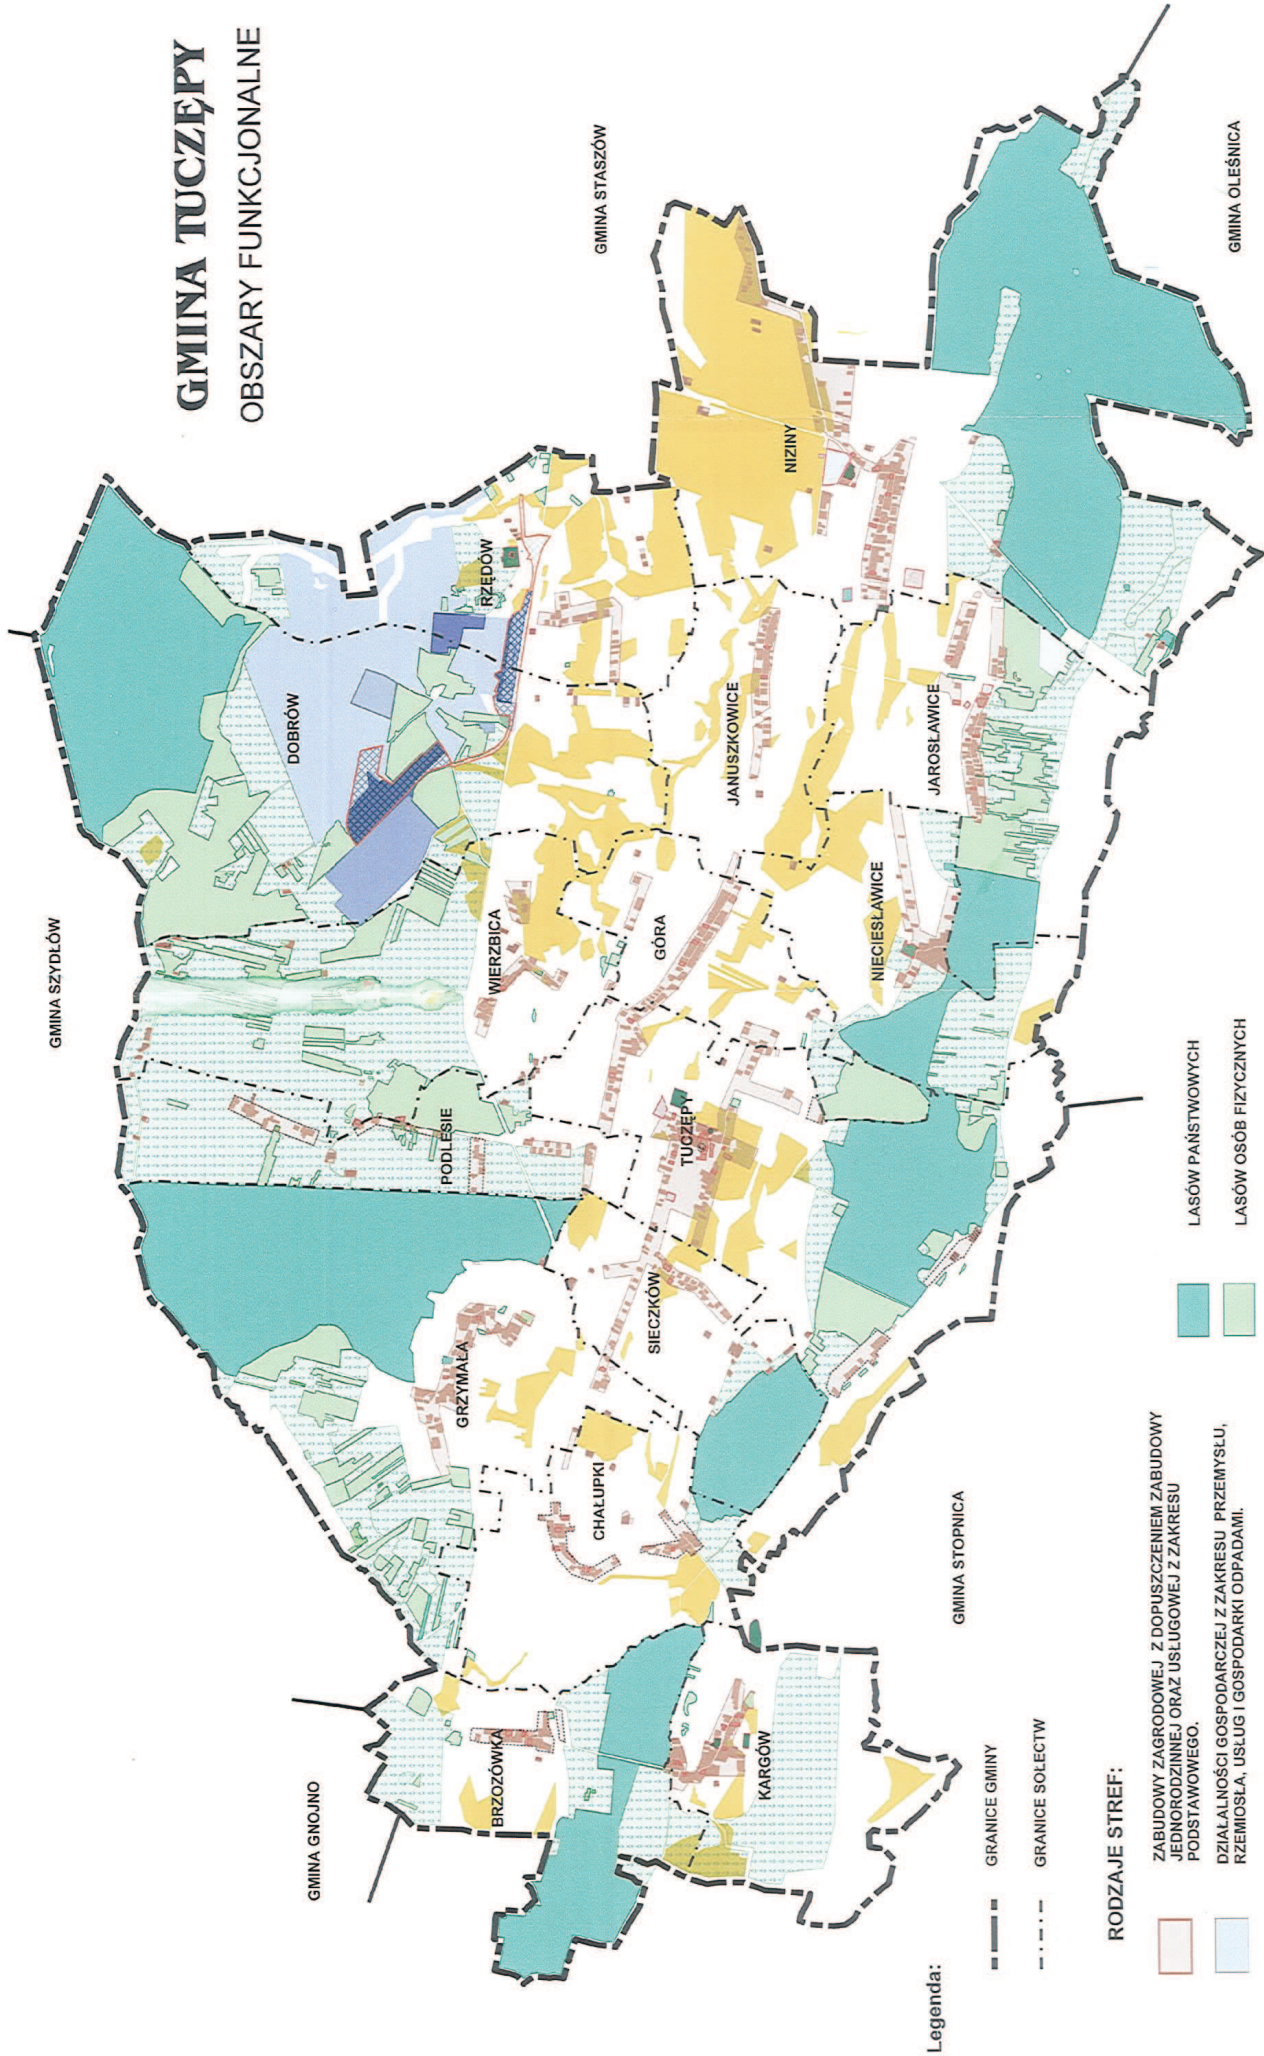 GMINA TUCZĘPY
OBSZARY FUNKCJONALNE
GMINA SZYDŁÓW
GMINA GNOJNO
GMINA STASZÓW
GMINA OLEŚNICA
GMINA STOPNICA
DOBRÓW
RZĘDÓW
PODLESIE
WIERZBICA
GRZYMAŁA
BRZOZÓWKA
CHAŁUPKI
SIECZKÓW
GÓRA
TUCZĘPY
JANUSZKOWICE
NIZINY
KARGÓW
NIECIESŁAWICE
JAROSŁAWICE
Legenda:
GRANICE GMINY
GRANICE SOŁECTW
RODZAJE STREF:
ZABUDOWY ZAGRODOWEJ Z DOPUSZCZENIEM ZABUDOWY
JEDNORODZINNEJ ORAZ USŁUGOWEJ Z ZAKRESU
PODSTAWOWEGO.
DZIAŁALNOŚCI GOSPODARCZEJ Z ZAKRESU PRZEMYSŁU,
RZEMIOSŁA, USŁUG I GOSPODARKI ODPADAMI.
LASÓW PAŃSTWOWYCH
LASÓW OSÓB FIZYCZNYCH